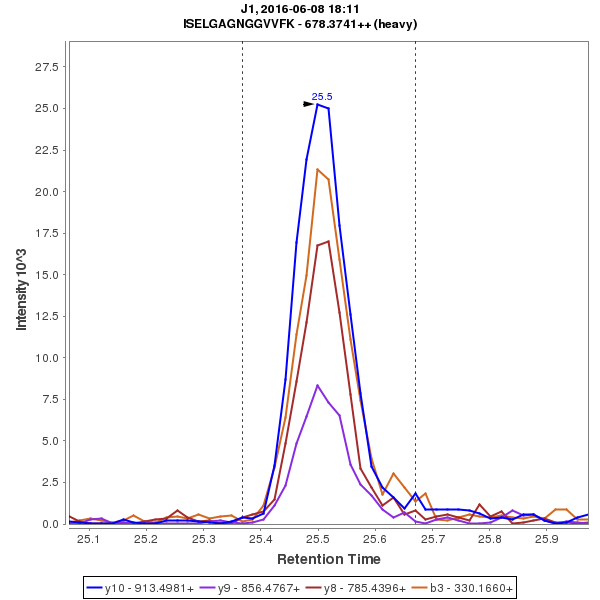 J1, 2016-06-08 18:11
ISELGAGNGGVVFK - 678.3741++ (heavy)
25.5
27.5
25.0
22.5
20.0
17.5
15.0
12.5
10.0
7.5
5.0
2.5
0.0
Intensity 10^3
25.1 25.2 25.3 25.4 25.5 25.6 25.7 25.8 25.9
Retention Time
y10 - 913.4981+ y9 - 856.4767+ y8 - 785.4396+ b3 - 330.1660+